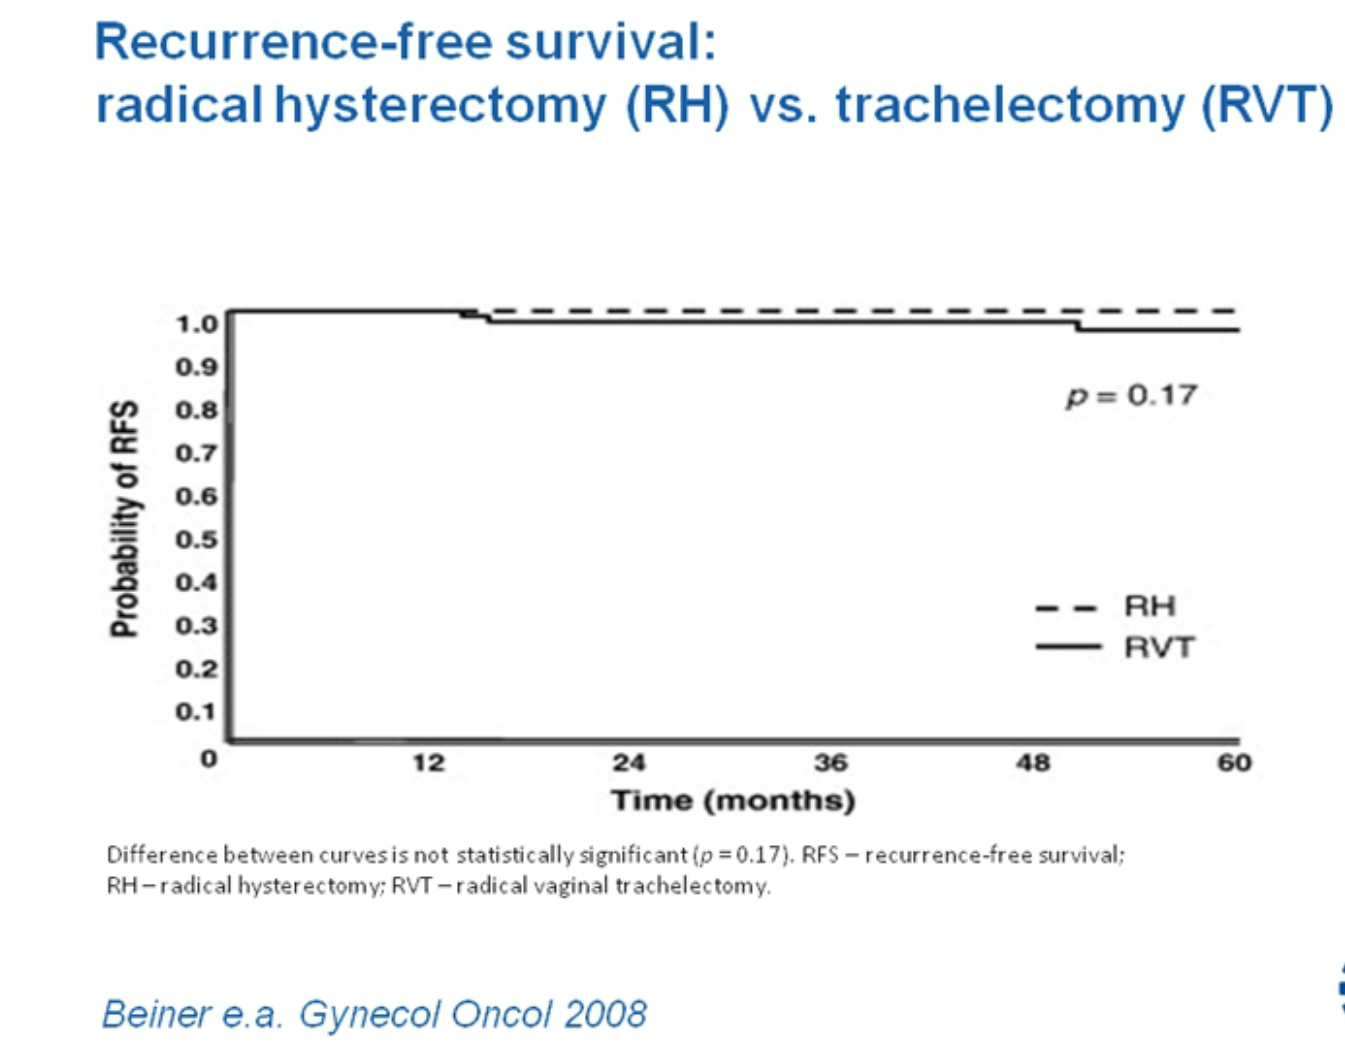 Recurrence-free survival:
radical hysterectomy (RH) vs. trachelectomy (RVT)
1.0
0.9
0.8
0.7
0.6
0.5
0.4
0.3
0.2
0.1
0
Probability of RFS
p = 0.17
RH
RVT
12 24 36 48 60
Time (months)
Difference between curves is not statistically significant (p = 0.17). RFS – recurrence-free survival;
RH – radical hysterectomy; RVT – radical vaginal trachelectomy.
Beiner e.a. Gynecol Oncol 2008